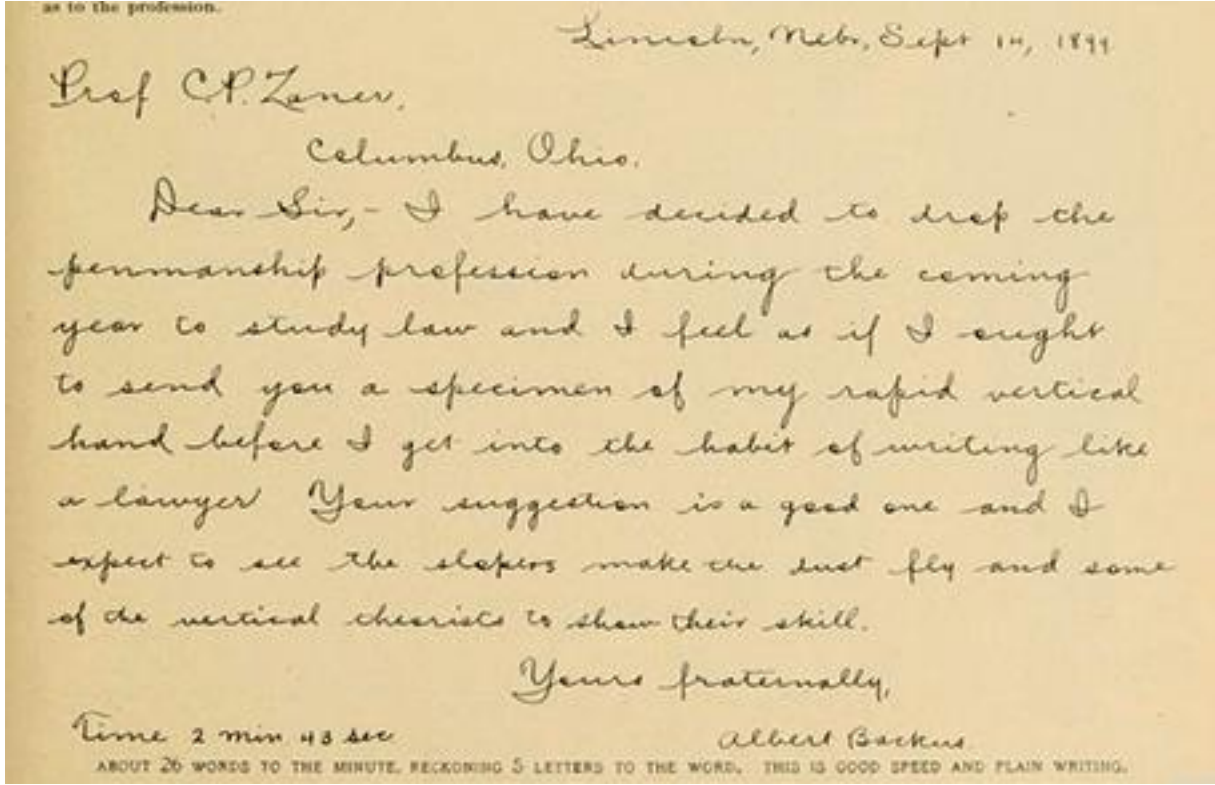 as to the profession.
Lincoln, Nebr, Sept 14, 1899
Prof C.P. Zaner,
Columbus, Ohio.
Dear Sir,- I have decided to drop the
penmanship profession during the coming
year to study law and I feel as if I ought
to send you a specimen of my rapid vertical
hand before I get into the habit of writing like
a lawyer Your suggestion is a good one and I
expect to see the slopers make the dust fly and some
of the vertical theorists to show their skill.
Yours fraternally,
Time 2 min 43 sec
Albert Backus
ABOUT 26 WORDS TO THE MINUTE, RECKONING 5 LETTERS TO THE WORD. THIS IS GOOD SPEED AND PLAIN WRITING.